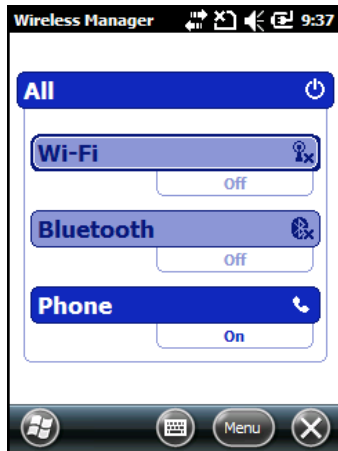 Wireless Manager 9:37
All
Wi-Fi
Off
Bluetooth
Off
Phone
On
Menu